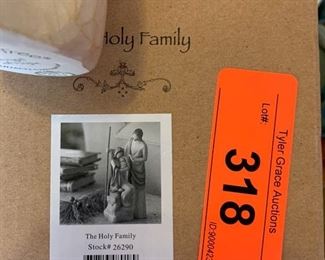 Holy Family
The Holy Family
Stock# 26290
Tyler Grace Auctions
Lot#:
318